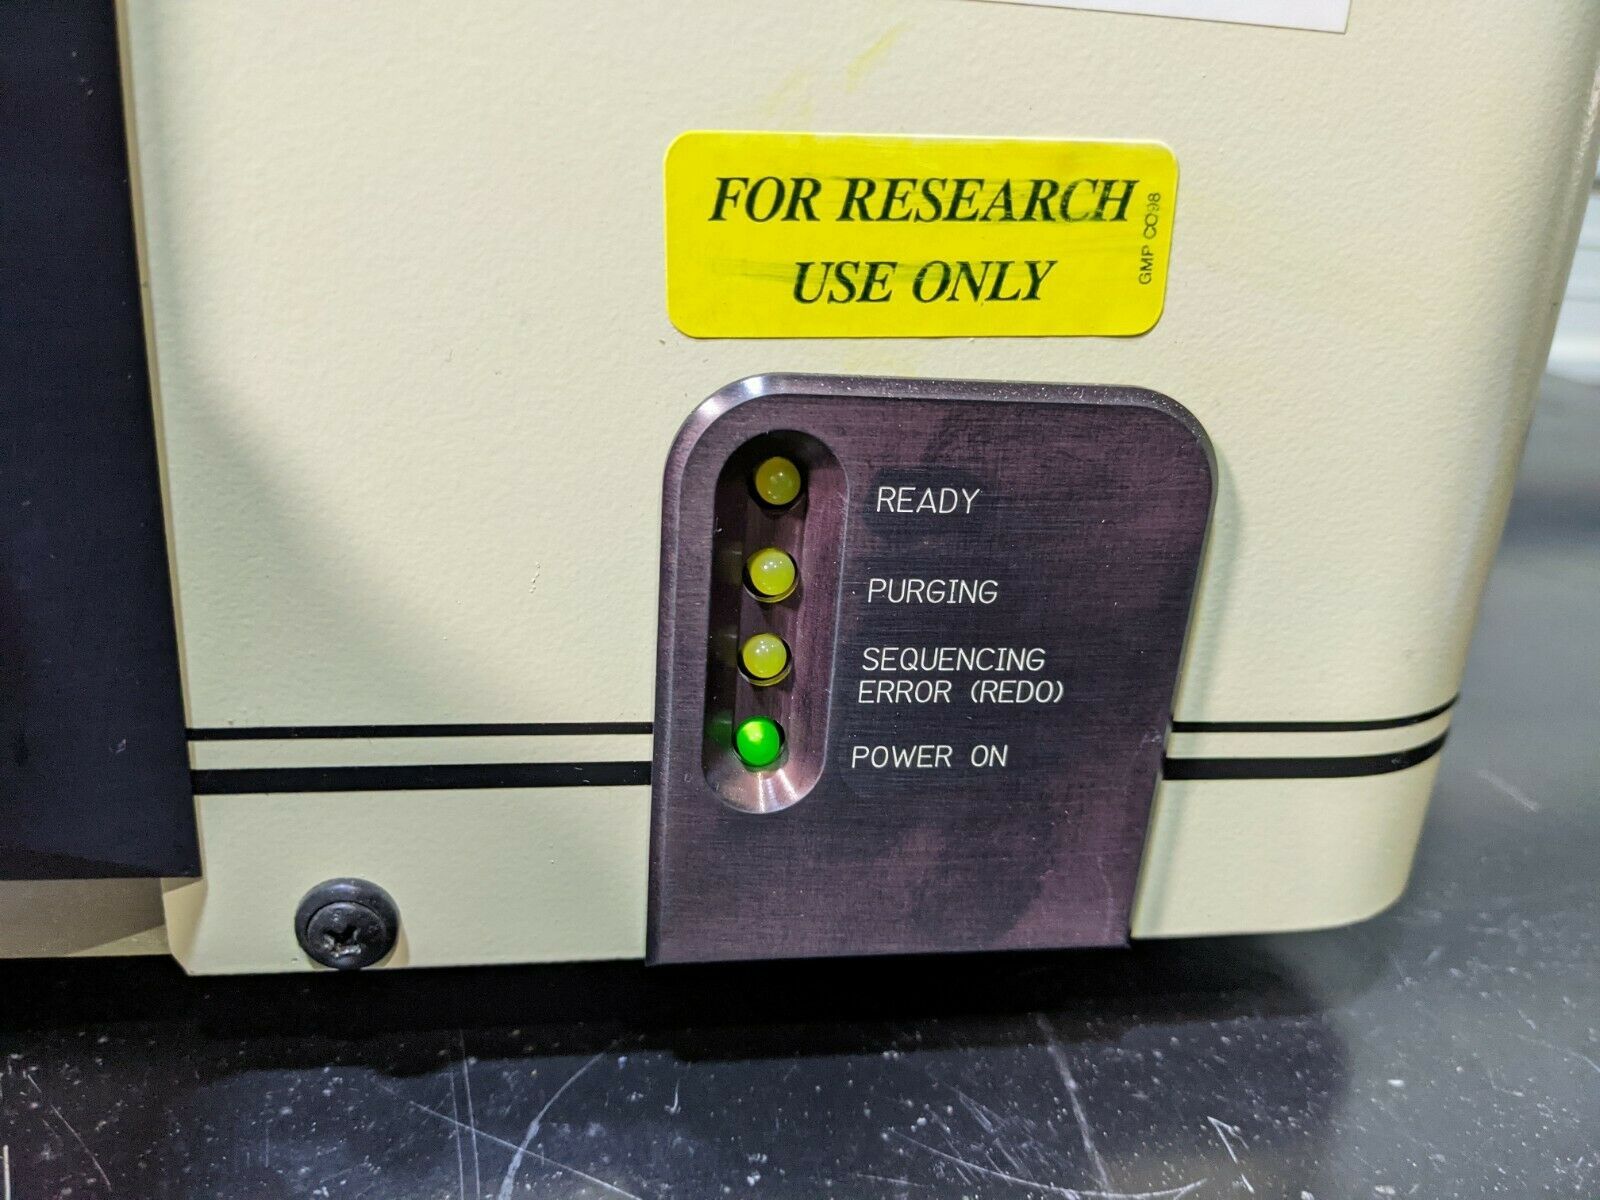 FOR RESEARCH
USE ONLY
GMP CO98
READY
PURGING
SEQUENCING
ERROR (REDO)
POWER ON